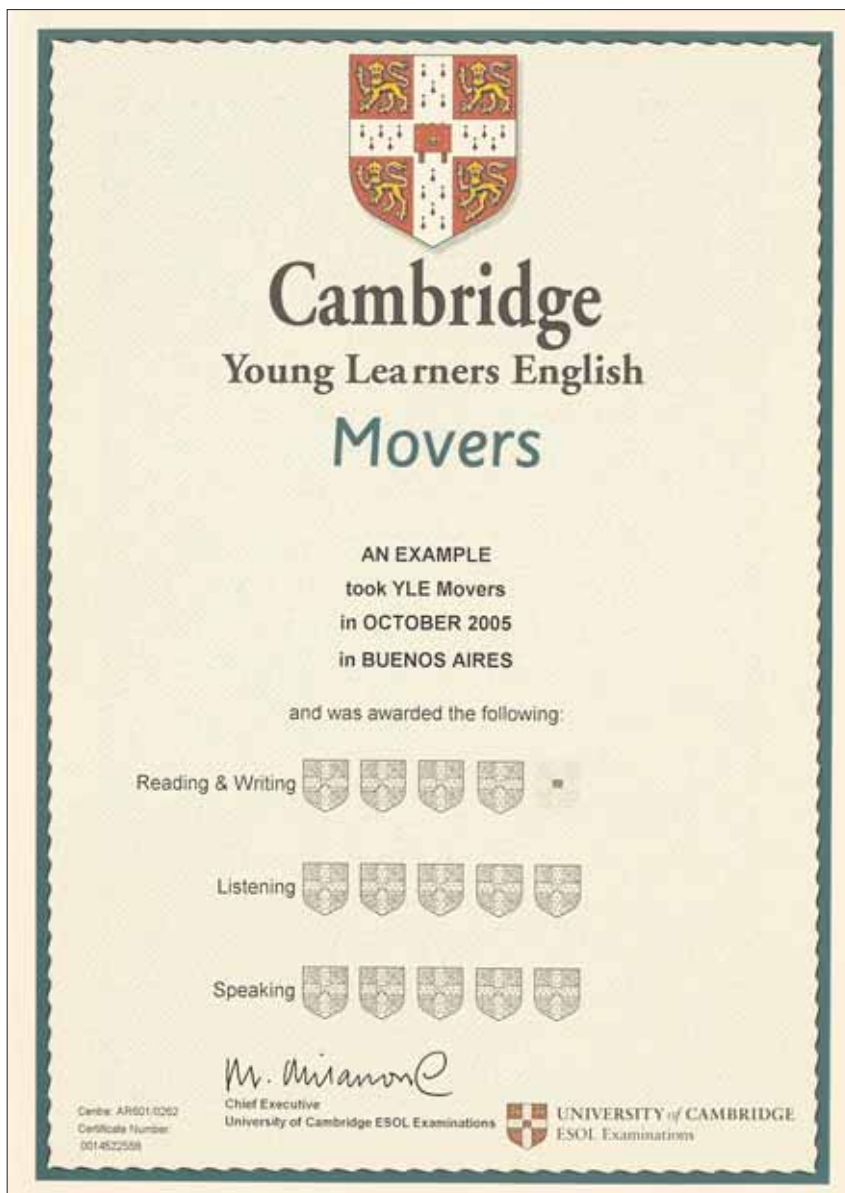 Cambridge
Young Learners English
Movers
AN EXAMPLE
took YLE Movers
in OCTOBER 2005
in BUENOS AIRES
and was awarded the following:
Reading & Writing
Listening
Speaking
Chief Executive
University of Cambridge ESOL Examinations
Centre: AR601/0262
Certificate Number:
UNIVERSITY of CAMBRIDGE
ESOL Examinations